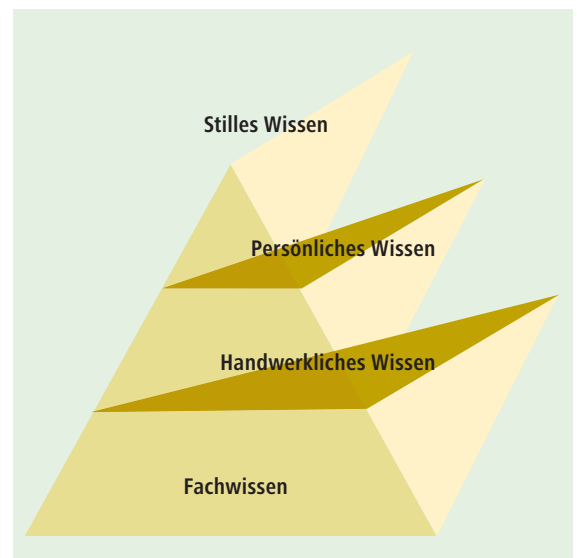 Stilles Wissen
Persönliches Wissen
Handwerkliches Wissen
Fachwissen